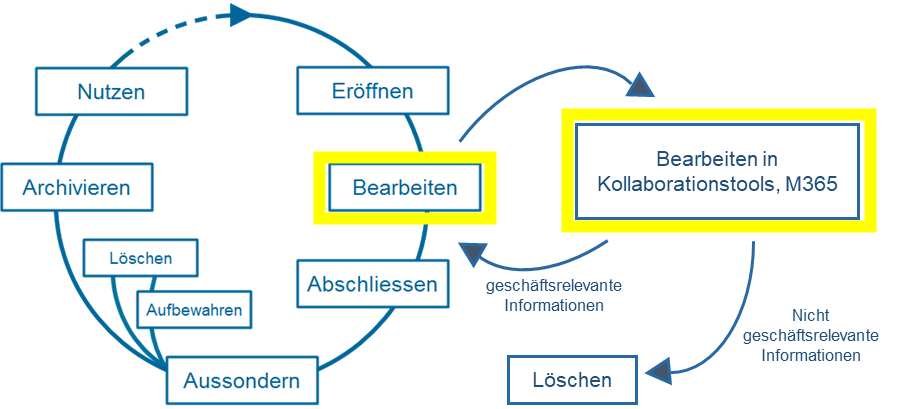 Nutzen
Eröffnen
Archivieren
Bearbeiten
Bearbeiten in
Kollaborationstools, M365
Löschen
Aufbewahren
Abschliessen
geschäftsrelevante
Informationen
Nicht
geschäftsrelevante
Informationen
Aussondern
Löschen